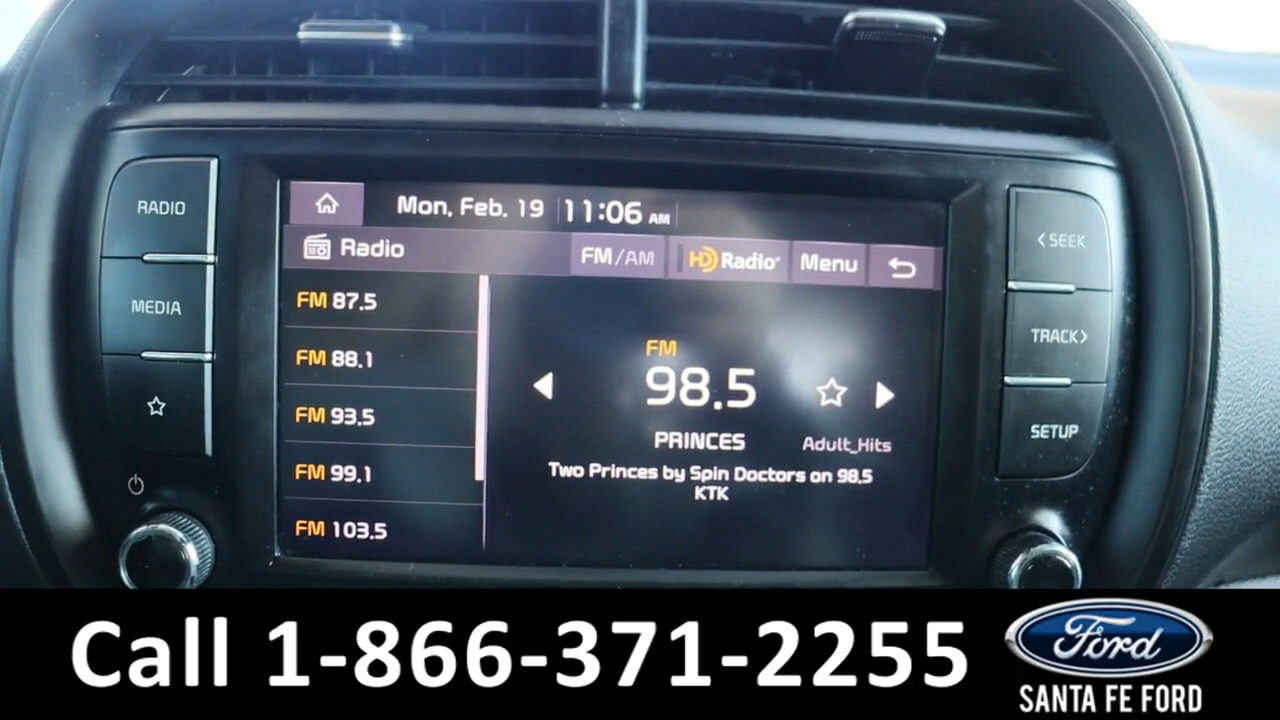 RADIO
MEDIA
Mon, Feb. 19 11:06 AM
Radio FM/AM HD Radio Menu
FM 87.5
FM 88.1
FM 93.5
FM 99.1
FM 103.5
FM
98.5
PRINCES Adult_Hits
Two Princes by Spin Doctors on 98.5
KTK
<SEEK
TRACK>
SETUP
Call 1-866-371-2255
Ford
SANTA FE FORD